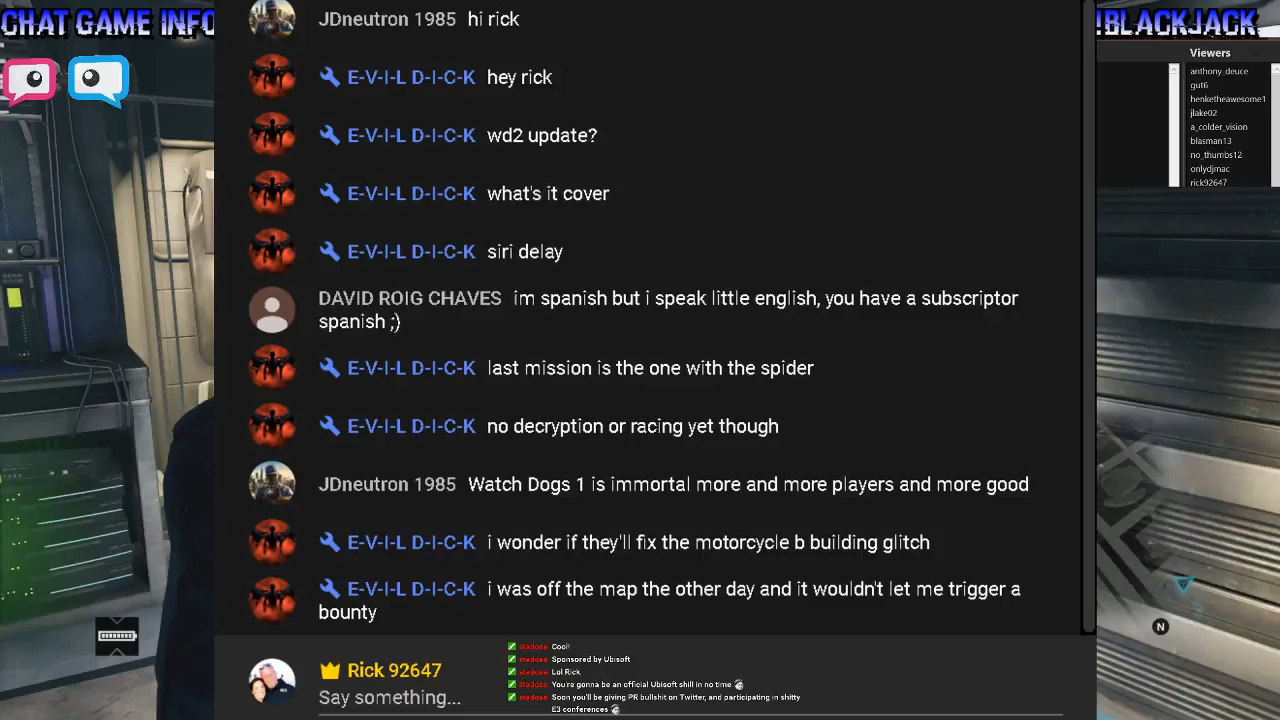 CHAT GAME INFO
!BLACKJACK
Viewers
anthony_deuce
gut6
henketheawesome1
jlake02
a_colder_vision
blasman13
no_thumbs12
onlydjmac
rick92647
JDneutron 1985 hi rick
E-V-I-L D-I-C-K hey rick
E-V-I-L D-I-C-K wd2 update?
E-V-I-L D-I-C-K what's it cover
E-V-I-L D-I-C-K siri delay
DAVID ROIG CHAVES im spanish but i speak little english, you have a subscriptor
spanish ;)
E-V-I-L D-I-C-K last mission is the one with the spider
E-V-I-L D-I-C-K no decryption or racing yet though
JDneutron 1985 Watch Dogs 1 is immortal more and more players and more good
E-V-I-L D-I-C-K i wonder if they'll fix the motorcycle b building glitch
E-V-I-L D-I-C-K i was off the map the other day and it wouldn't let me trigger a
bounty
N
Rick 92647
Say something...
stadose Cool!
stadose Sponsored by Ubisoft
stadose Lol Rick.
stadose You're gonna be an official Ubisoft shill in no time
stadose Soon you'll be giving PR bullshit on Twitter, and participating in shitty
E3 conferences